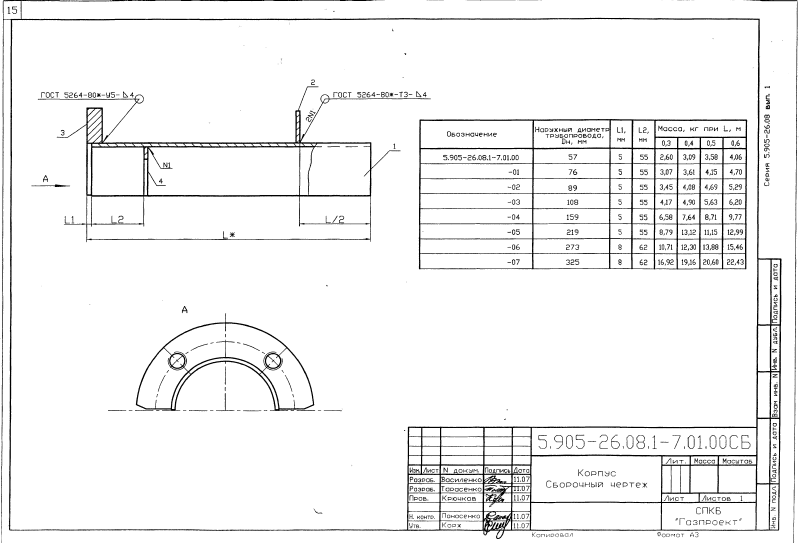 15
Серия 5.905-26.08 вып. 1
ГОСТ 5264-80Ж-У5-⊿4
ГОСТ 5264-80Ж-Т3-⊿4
2
2N1
3
1
N1
4
А
L1
L2
L/2
LЖ
А
Обозначение | Наружный диаметр трубопровода, Dн, мм | L1, мм | L2, мм | Масса, кг при L, м
0,3 | 0,4 | 0,5 | 0,6
5.905-26.08.1-7.01.00 | 57 | 5 | 55 | 2,60 | 3,09 | 3,58 | 4,06
-01 | 76 | 5 | 55 | 3,07 | 3,61 | 4,15 | 4,70
-02 | 89 | 5 | 55 | 3,45 | 4,08 | 4,69 | 5,29
-03 | 108 | 5 | 55 | 4,17 | 4,90 | 5,63 | 6,20
-04 | 159 | 5 | 55 | 6,58 | 7,64 | 8,71 | 9,77
-05 | 219 | 5 | 55 | 8,79 | 13,12 | 11,15 | 12,99
-06 | 273 | 8 | 62 | 10,71 | 12,30 | 13,88 | 15,46
-07 | 325 | 8 | 62 | 16,92 | 19,16 | 20,60 | 22,43
Подпись и дата
Инв. N дубл.
Взам инв. N
Подпись и дата
Инв. N подл.
5.905-26.08.1-7.01.00СБ
Изм. Лист N докум. Подпись Дата
Разраб. Василенко 11.07
Разраб. Тарасенко 11.07
Пров. Крючков 11.07
Н. контр. Панасенко 11.07
Утв. Корж 11.07
Корпус
Сборочный чертеж
Лит. Масса Масштаб
Лист Листов 1
СПКБ
"Газпроект"
Копировал Формат А3